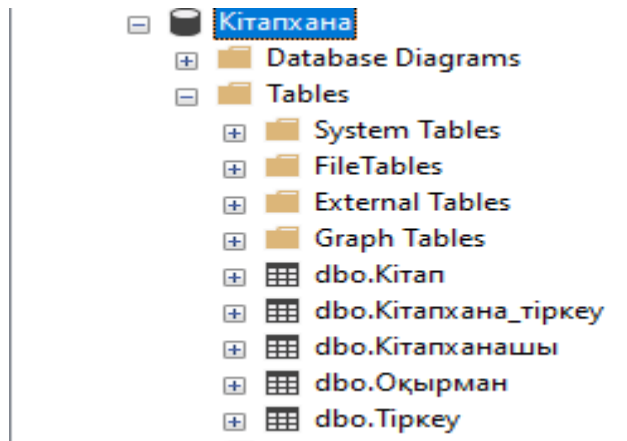 Кітапхана
Database Diagrams
Tables
System Tables
FileTables
External Tables
Graph Tables
dbo.Кітап
dbo.Кітапхана_тіркеу
dbo.Кітапханашы
dbo.Оқырман
dbo.Тіркеу